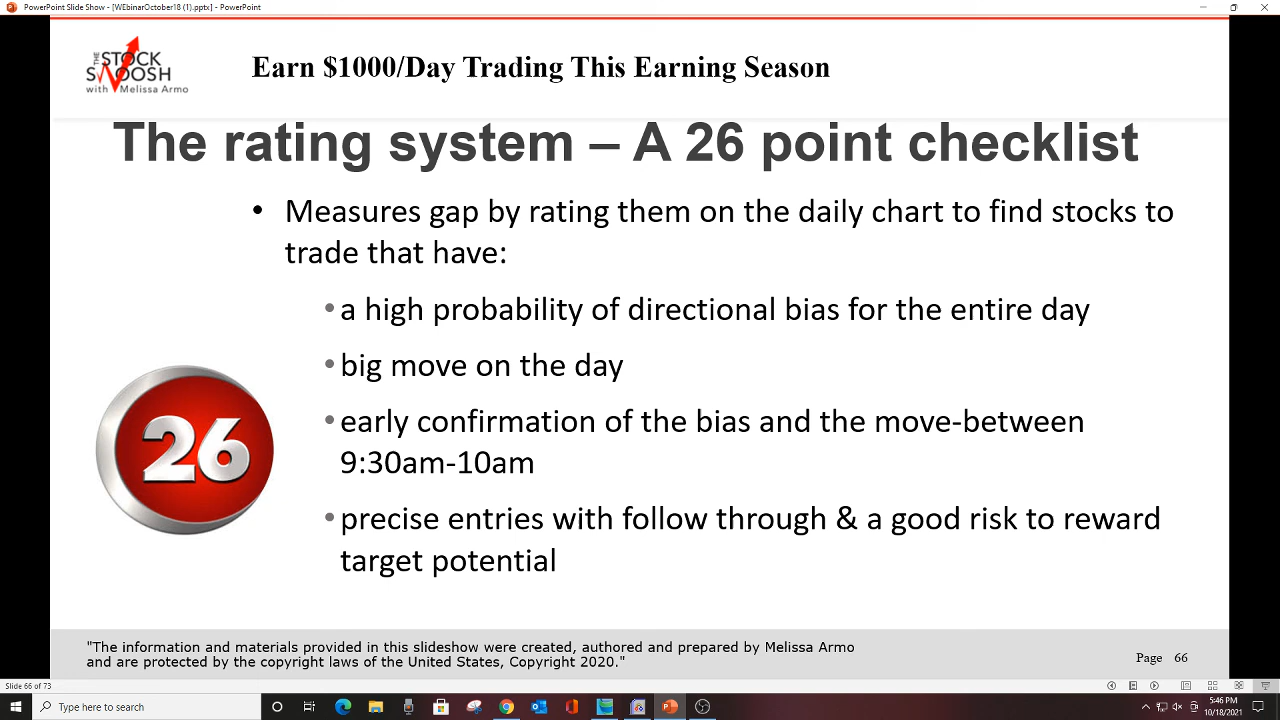 PowerPoint Slide Show - [WEbinarOctober18 (1).pptx] - PowerPoint
THE
STOCK
SWOOSH
with Melissa Armo
Earn $1000/Day Trading This Earning Season
The rating system – A 26 point checklist
• Measures gap by rating them on the daily chart to find stocks to
trade that have:
• a high probability of directional bias for the entire day
• big move on the day
• early confirmation of the bias and the move-between
9:30am-10am
• precise entries with follow through & a good risk to reward
target potential
26
"The information and materials provided in this slideshow were created, authored and prepared by Melissa Armo
and are protected by the copyright laws of the United States, Copyright 2020."
Page 66
Slide 66 of 73
Type here to search
5:46 PM
10/18/2021